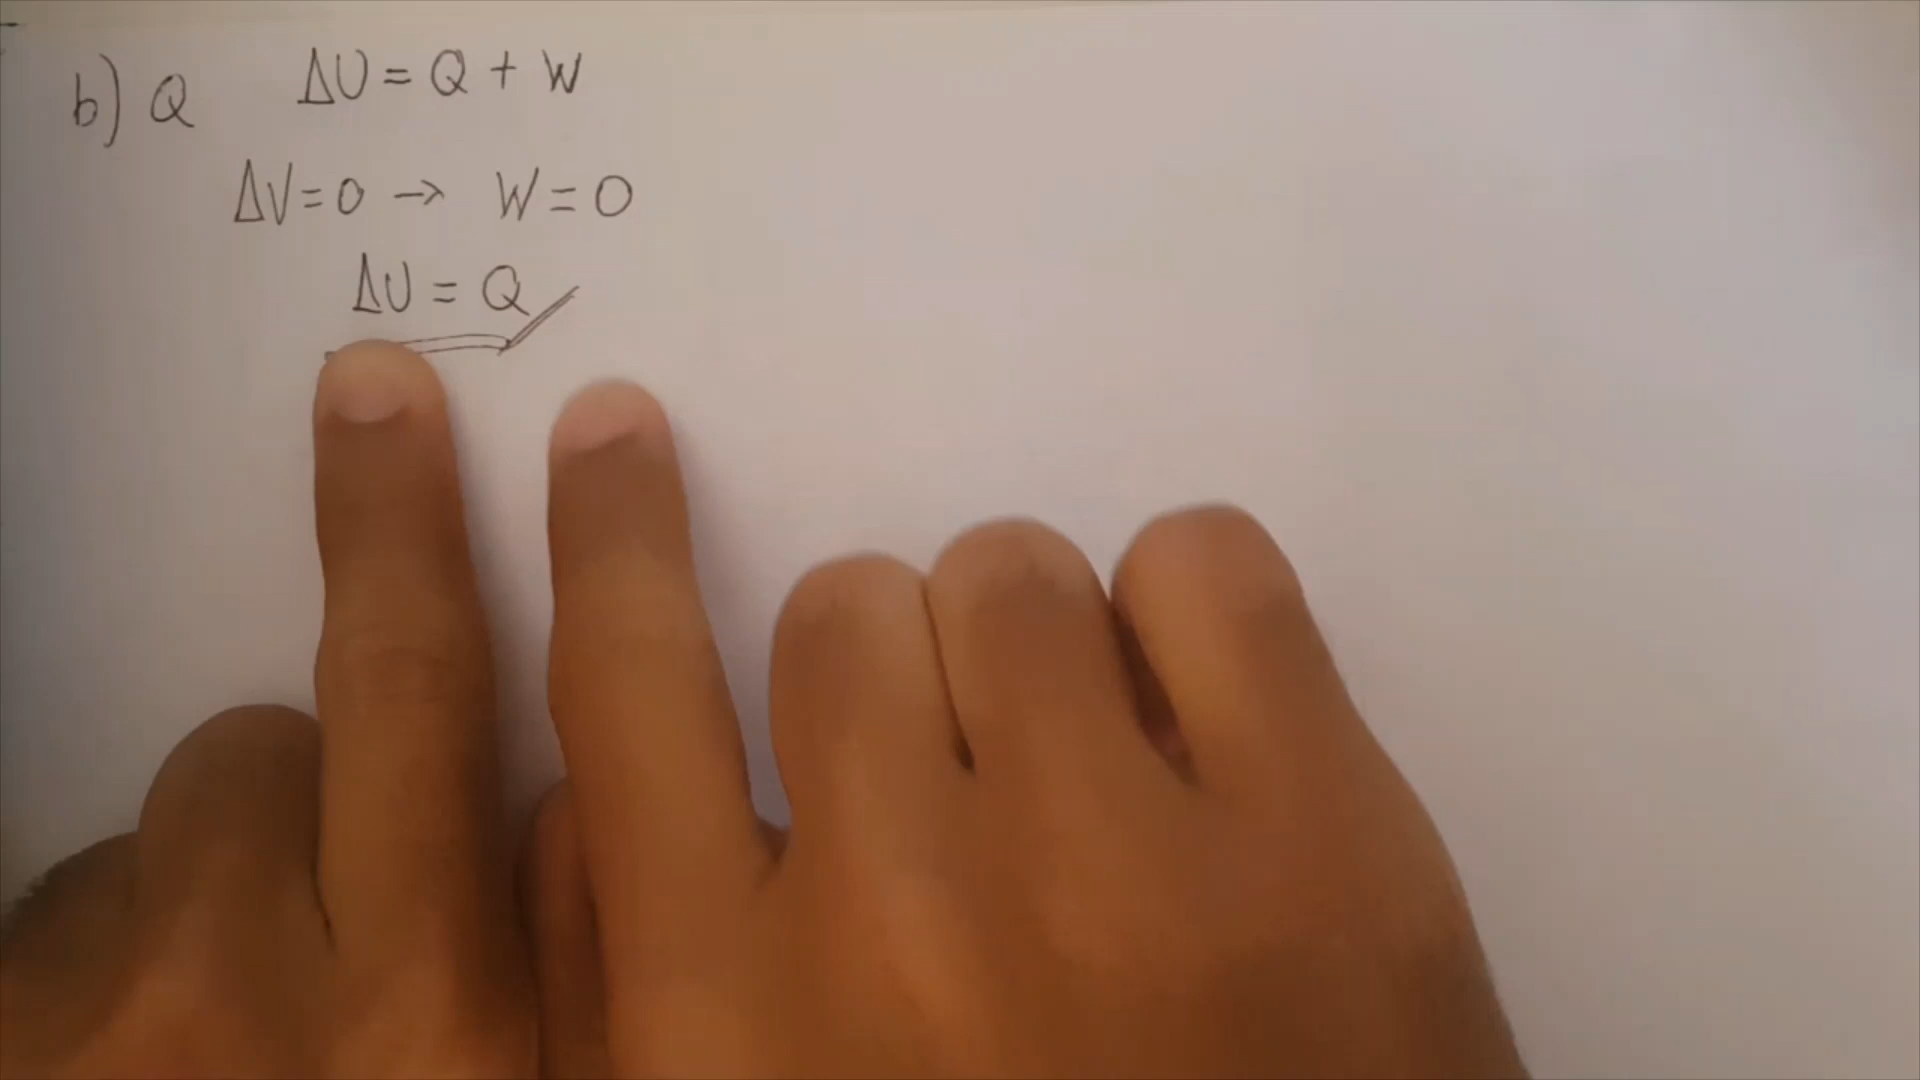 b) Q ΔU = Q + W
ΔV = 0 → W = 0
ΔU = Q